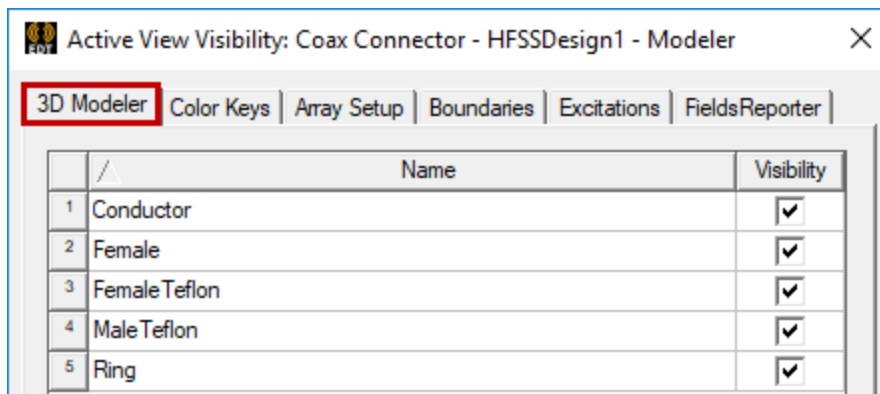 EDT Active View Visibility: Coax Connector - HFSSDesign1 - Modeler
3D Modeler Color Keys Array Setup Boundaries Excitations FieldsReporter
Name Visibility
1 Conductor
2 Female
3 FemaleTeflon
4 MaleTeflon
5 Ring